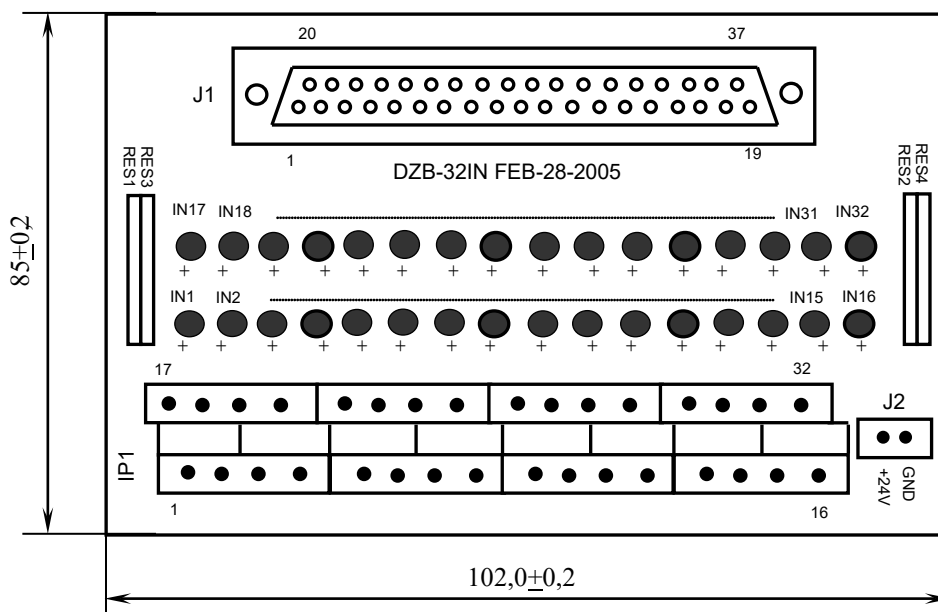 20 37
J1
1 19
DZB-32IN FEB-28-2005
RES1
RES3
RES2
RES4
IN17 IN18 IN31 IN32
+ + + + + + + + + + + + + + + +
IN1 IN2 IN15 IN16
+ + + + + + + + + + + + + + + +
85±0,2
17 32
J2
IP1
+24V
GND
1 16
102,0±0,2